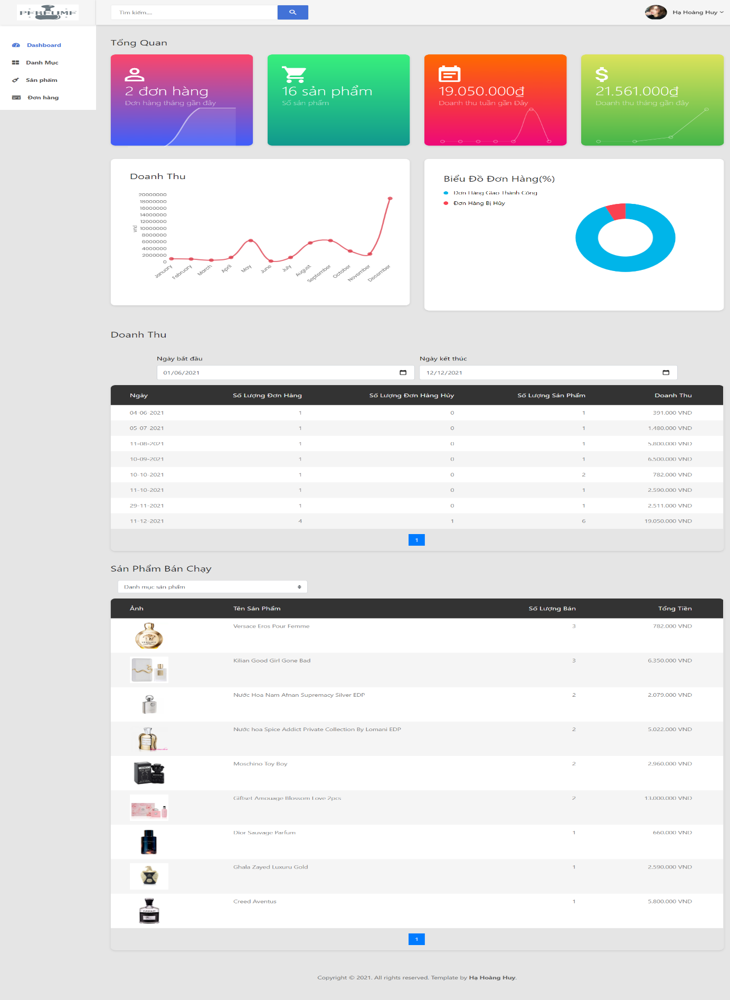 PERFUME
Tìm kiếm....
Hạ Hoàng Huy
Dashboard
Danh Mục
Sản phẩm
Đơn hàng
Tổng Quan
2 đơn hàng
Đơn hàng tháng gần đây
16 sản phẩm
Số sản phẩm
19.050.000₫
Doanh thu tuần gần Đây
21.561.000₫
Doanh thu tháng gần đây
Doanh Thu
20000000
18000000
16000000
14000000
12000000
10000000
8000000
6000000
4000000
2000000
0
vnd
January
February
March
April
May
June
July
August
September
October
November
December
Biểu Đồ Đơn Hàng(%)
Đơn Hàng Giao Thành Công
Đơn Hàng Bị Hủy
Doanh Thu
Ngày bắt đầu
Ngày kết thúc
01/06/2021
12/12/2021
Ngày Số Lượng Đơn Hàng Số Lượng Đơn Hàng Hủy Số Lượng Sản Phẩm Doanh Thu
04-06-2021 1 0 1 391.000 VND
05-07-2021 1 0 1 1.480.000 VND
11-08-2021 1 0 1 5.800.000 VND
10-09-2021 1 0 1 6.500.000 VND
10-10-2021 1 0 2 782.000 VND
11-10-2021 1 0 1 2.590.000 VND
29-11-2021 1 0 1 2.511.000 VND
11-12-2021 4 1 6 19.050.000 VND
1
Sản Phẩm Bán Chạy
Danh mục sản phẩm
Ảnh Tên Sản Phẩm Số Lượng Bán Tổng Tiền
Versace Eros Pour Femme 3 782.000 VND
Kilian Good Girl Gone Bad 3 6.350.000 VND
Nước Hoa Nam Afnan Supremacy Silver EDP 2 2.079.000 VND
Nước hoa Spice Addict Private Collection By Lomani EDP 2 5.022.000 VND
MOSCHINO
TOY BOY
Moschino Toy Boy 2 2.960.000 VND
Giftset Amouage Blossom Love 2pcs 2 13.000.000 VND
Dior Sauvage Parfum 1 660.000 VND
Ghala Zayed Luxuru Gold 1 2.590.000 VND
CREED
Creed Aventus 1 5.800.000 VND
1
Copyright © 2021. All rights reserved. Template by Hạ Hoàng Huy.